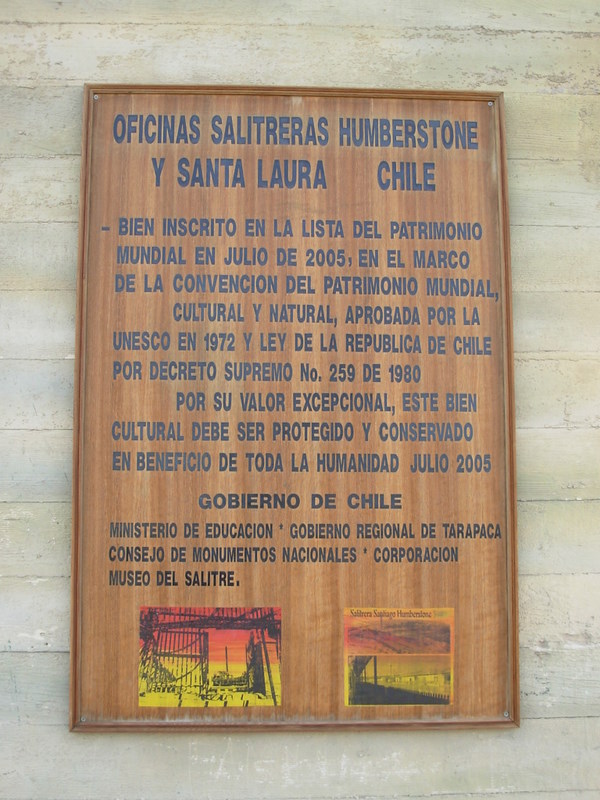 OFICINAS SALITRERAS HUMBERSTONE
Y SANTA LAURA CHILE
- BIEN INSCRITO EN LA LISTA DEL PATRIMONIO
MUNDIAL EN JULIO DE 2005, EN EL MARCO
DE LA CONVENCION DEL PATRIMONIO MUNDIAL,
CULTURAL Y NATURAL, APROBADA POR LA
UNESCO EN 1972 Y LEY DE LA REPUBLICA DE CHILE
POR DECRETO SUPREMO No. 259 DE 1980
POR SU VALOR EXCEPCIONAL, ESTE BIEN
CULTURAL DEBE SER PROTEGIDO Y CONSERVADO
EN BENEFICIO DE TODA LA HUMANIDAD JULIO 2005
GOBIERNO DE CHILE
MINISTERIO DE EDUCACION * GOBIERNO REGIONAL DE TARAPACA
CONSEJO DE MONUMENTOS NACIONALES * CORPORACION
MUSEO DEL SALITRE.
Salitrera Santiago Humberstone